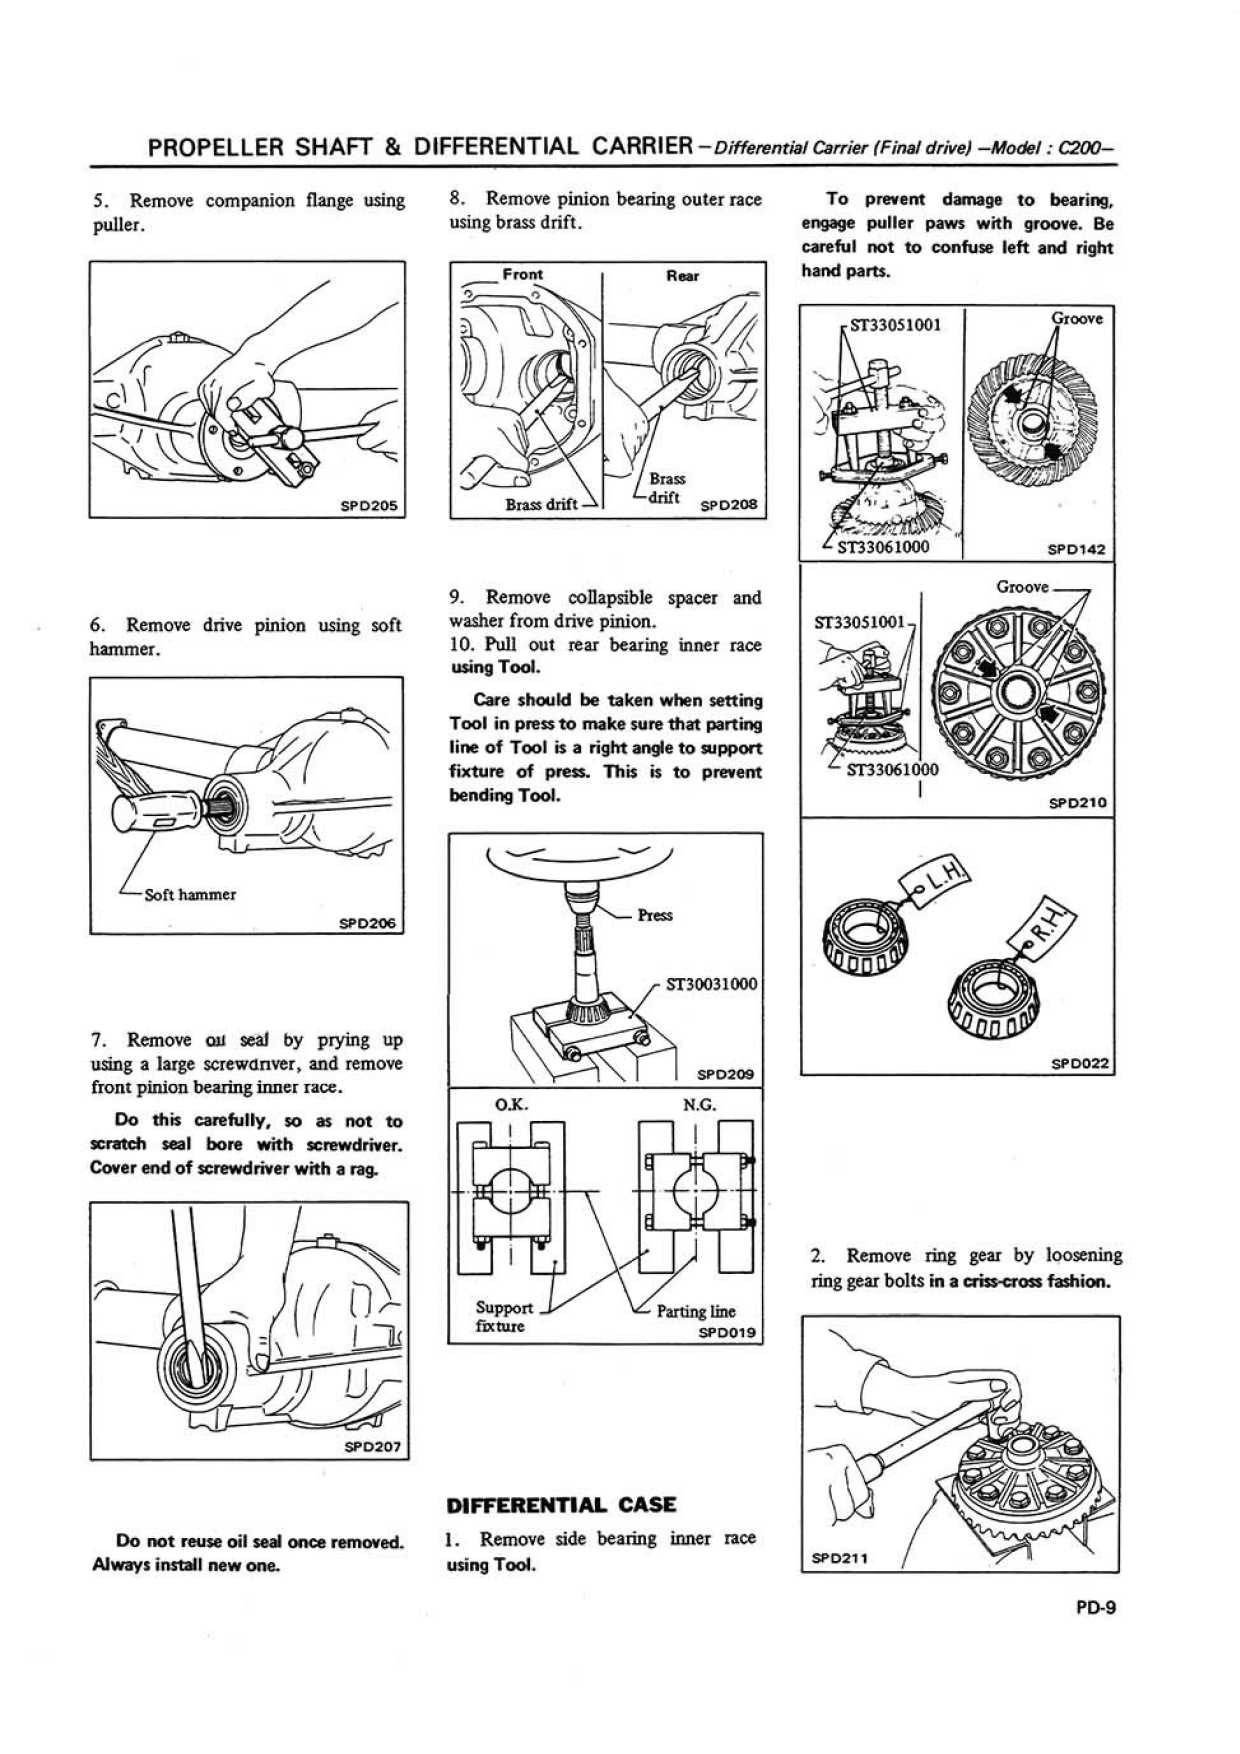 PROPELLER SHAFT & DIFFERENTIAL CARRIER – Differential Carrier (Final drive) –Model : C200–
5. Remove companion flange using
puller.
SPD205
6. Remove drive pinion using soft
hammer.
Soft hammer
SPD206
7. Remove oil seal by prying up
using a large screwdriver, and remove
front pinion bearing inner race.
Do this carefully, so as not to
scratch seal bore with screwdriver.
Cover end of screwdriver with a rag.
SPD207
Do not reuse oil seal once removed.
Always install new one.
8. Remove pinion bearing outer race
using brass drift.
Front
Rear
Brass drift
Brass
drift
SPD208
9. Remove collapsible spacer and
washer from drive pinion.
10. Pull out rear bearing inner race
using Tool.
Care should be taken when setting
Tool in press to make sure that parting
line of Tool is a right angle to support
fixture of press. This is to prevent
bending Tool.
Press
ST30031000
SPD209
O.K.
N.G.
Support
fixture
Parting line
SPD019
DIFFERENTIAL CASE
1. Remove side bearing inner race
using Tool.
To prevent damage to bearing,
engage puller paws with groove. Be
careful not to confuse left and right
hand parts.
ST33051001
Groove
ST33061000
SPD142
Groove
ST33051001
ST33061000
SPD210
L.H.
R.H.
SPD022
2. Remove ring gear by loosening
ring gear bolts in a criss-cross fashion.
SPD211
PD-9